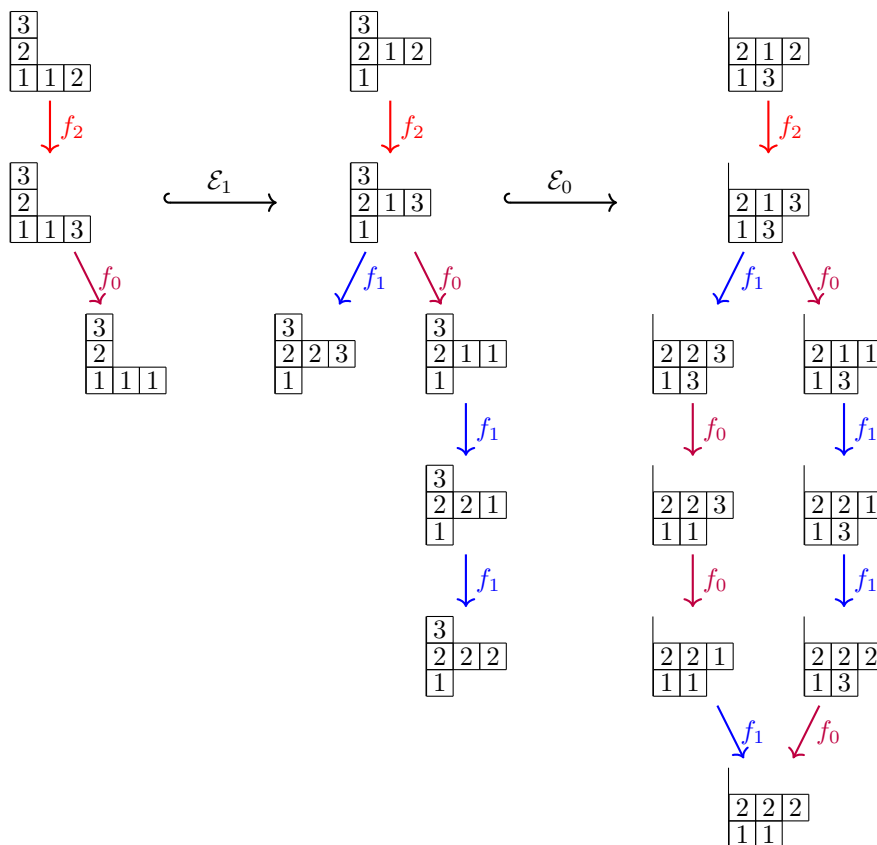 3 3
2 2 1 2 2 1 2
1 1 2 1 1 3
f₂ f₂ f₂
3 3
2 ℰ₁ 2 1 3 ℰ₀ 2 1 3
1 1 3 1 1 3
f₀ f₁ f₀ f₁ f₀
3 3 3
2 2 2 3 2 1 1 2 2 3 2 1 1
1 1 1 1 1 1 3 1 3
f₁ f₀ f₁
3
2 2 1 2 2 3 2 2 1
1 1 1 1 3
f₁ f₀ f₁
3
2 2 2 2 2 1 2 2 2
1 1 1 1 3
f₁ f₀
2 2 2
1 1